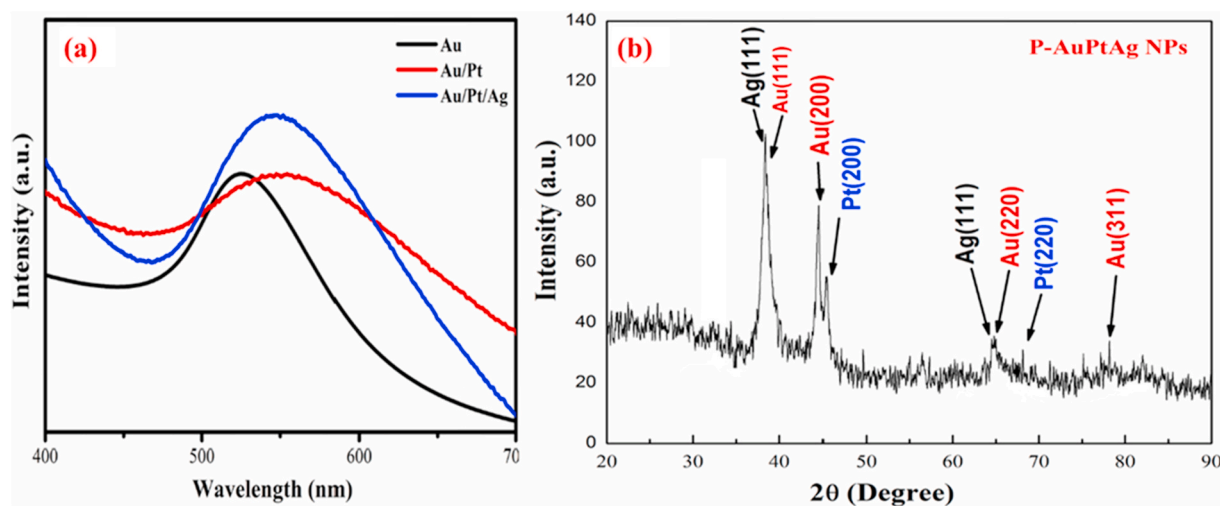 (a)
Au
Au/Pt
Au/Pt/Ag
Intensity (a.u.)
400
500
600
70
Wavelength (nm)
(b)
P-AuPtAg NPs
Ag(111)
Au(111)
Au(200)
Pt(200)
Ag(111)
Au(220)
Pt(220)
Au(311)
Intensity (a.u.)
140
120
100
80
60
40
20
0
20
30
40
50
60
70
80
90
2θ (Degree)